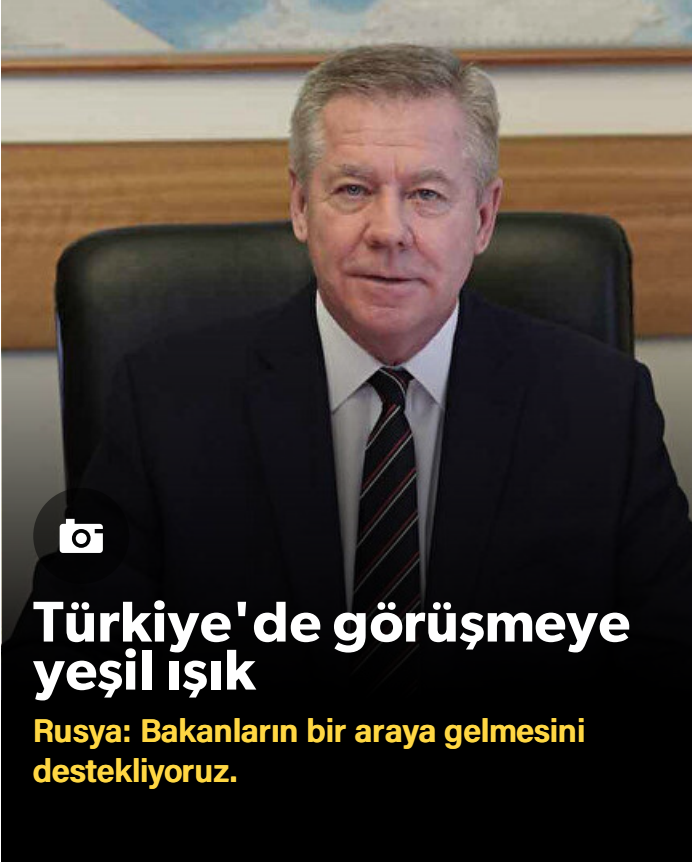 Türkiye'de görüşmeye
yeşil ışık
Rusya: Bakanların bir araya gelmesini
destekliyoruz.